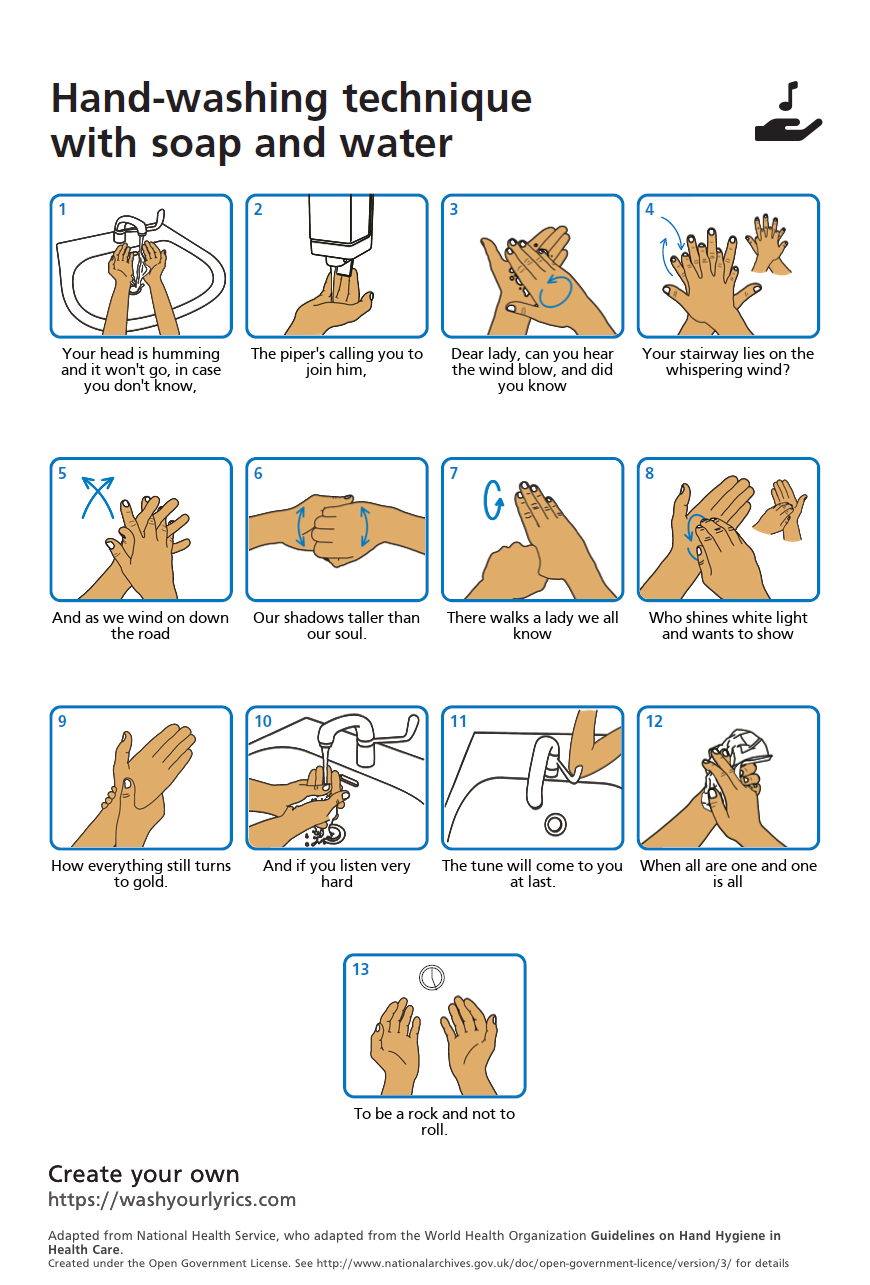 Hand-washing technique
with soap and water
1
Your head is humming
and it won't go, in case
you don't know,
2
The piper's calling you to
join him,
3
Dear lady, can you hear
the wind blow, and did
you know
4
Your stairway lies on the
whispering wind?
5
And as we wind on down
the road
6
Our shadows taller than
our soul.
7
There walks a lady we all
know
8
Who shines white light
and wants to show
9
How everything still turns
to gold.
10
And if you listen very
hard
11
The tune will come to you
at last.
12
When all are one and one
is all
13
To be a rock and not to
roll.
Create your own
https://washyourlyrics.com
Adapted from National Health Service, who adapted from the World Health Organization Guidelines on Hand Hygiene in
Health Care.
Created under the Open Government License. See http://www.nationalarchives.gov.uk/doc/open-government-licence/version/3/ for details